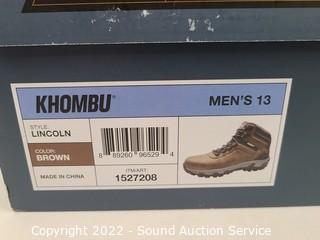 KHOMBU®
MEN'S 13
STYLE:
LINCOLN
COLOR:
BROWN
MADE IN CHINA
8 89260 96529 4
ITM/ART.
1527208
Copyright 2022 - Sound Auction Service